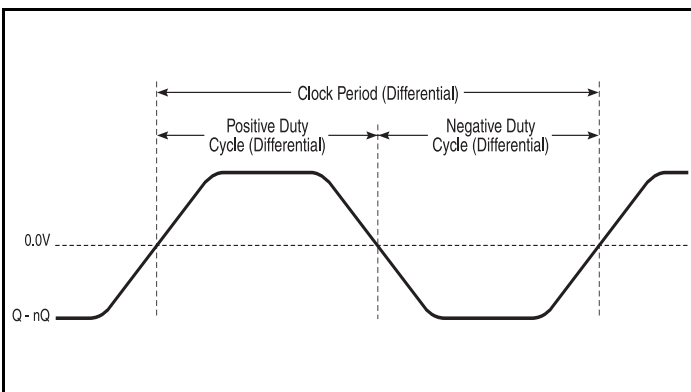 Clock Period (Differential)
Positive Duty
Cycle (Differential)
Negative Duty
Cycle (Differential)
0.0V
Q - nQ